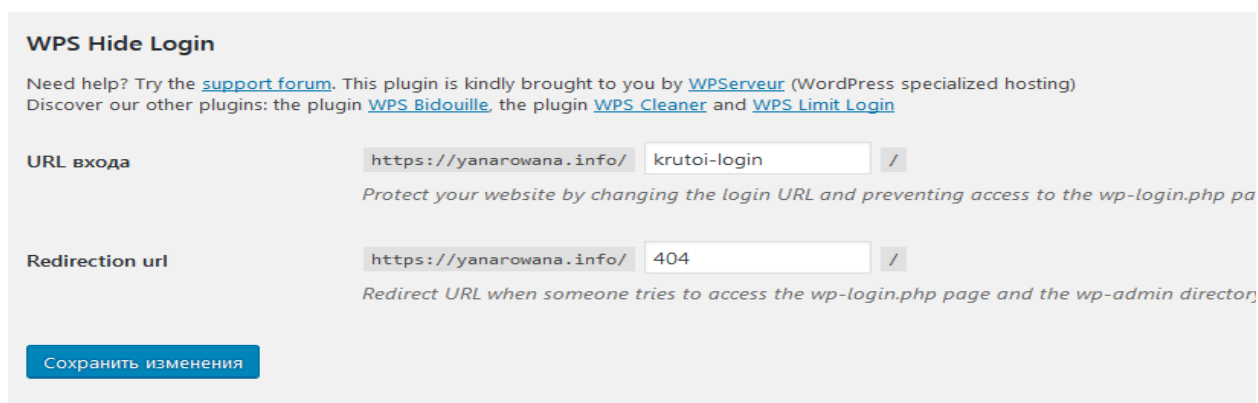 WPS Hide Login
Need help? Try the support forum. This plugin is kindly brought to you by WPServeur (WordPress specialized hosting)
Discover our other plugins: the plugin WPS Bidouille, the plugin WPS Cleaner and WPS Limit Login
URL входа https://yanarowana.info/ krutoi-login /
Protect your website by changing the login URL and preventing access to the wp-login.php pa
Redirection url https://yanarowana.info/ 404 /
Redirect URL when someone tries to access the wp-login.php page and the wp-admin directory
Сохранить изменения